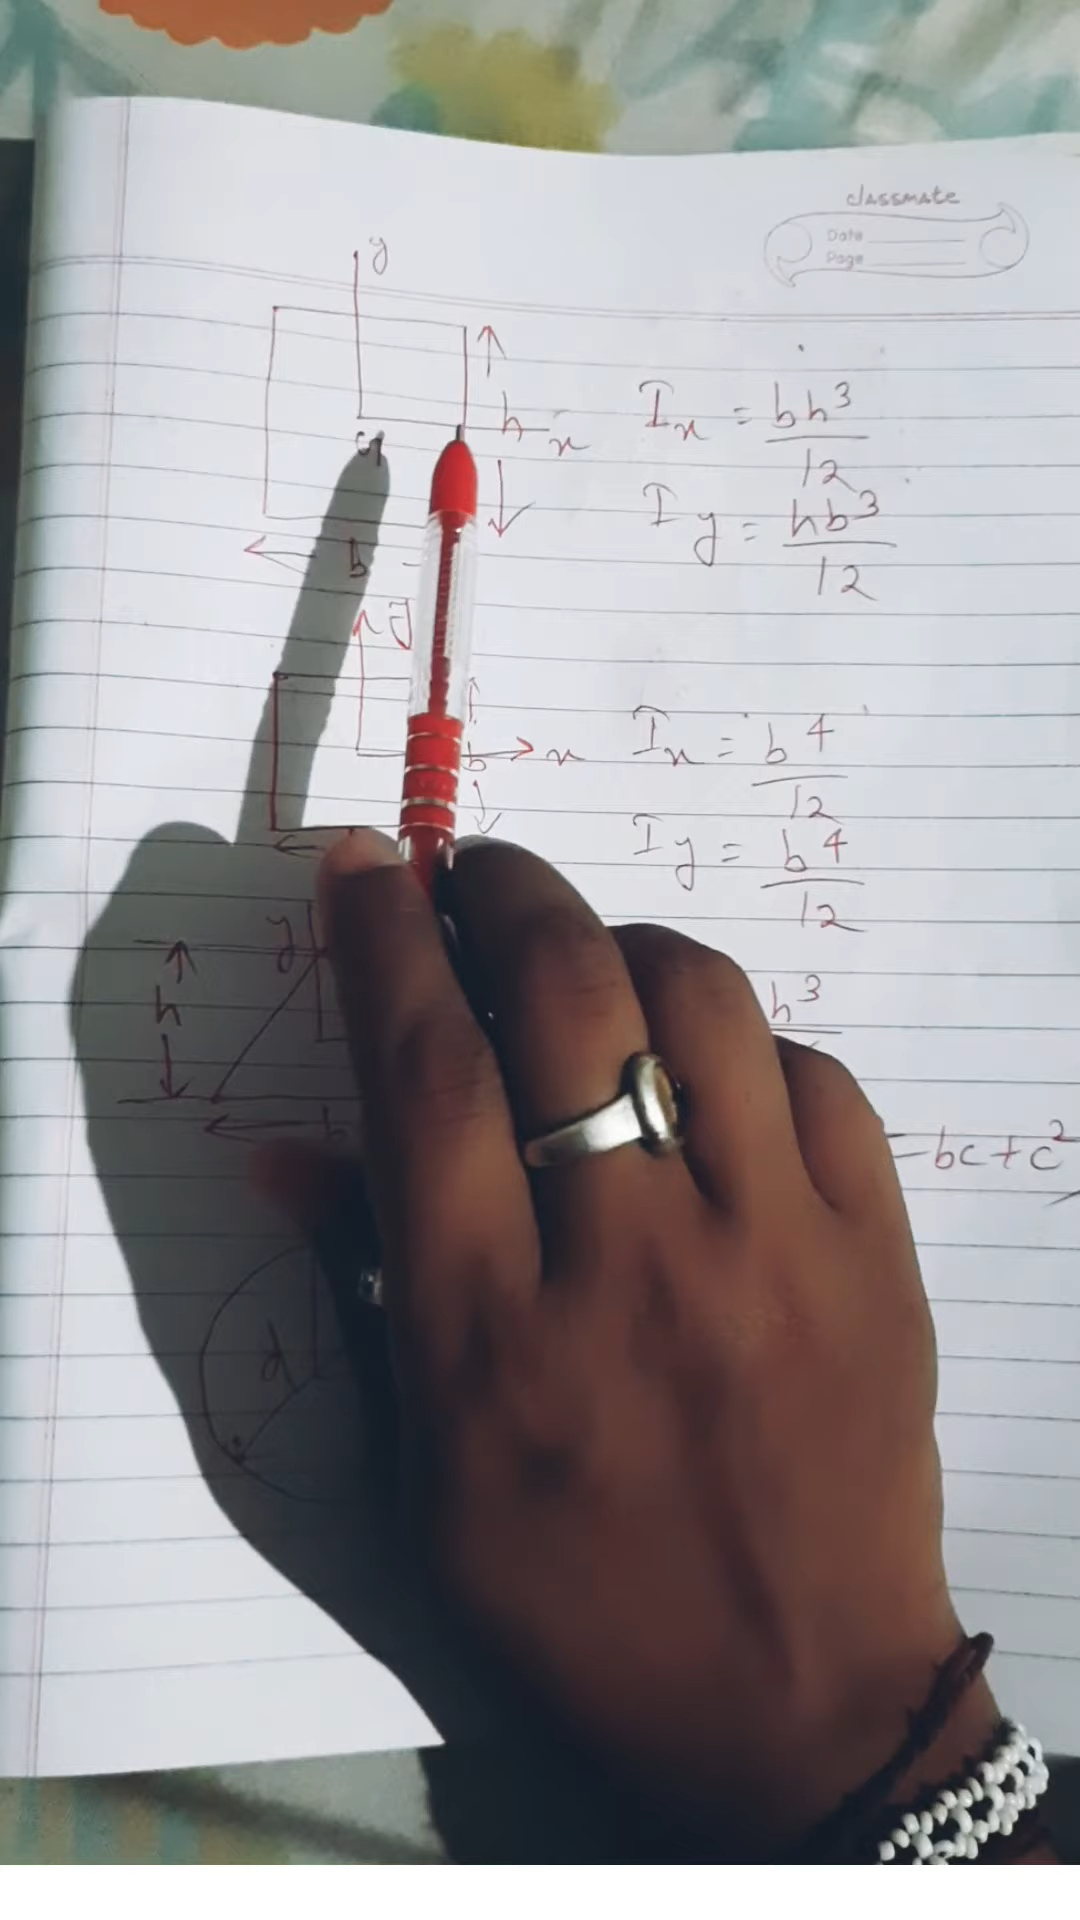 classmate
Date
Page
y
h
x
G
b
Ix = bh³/12
Iy = hb³/12
y
b
x
Ix = b⁴/12
Iy = b⁴/12
y
h
b
h³
-bc+c²
d